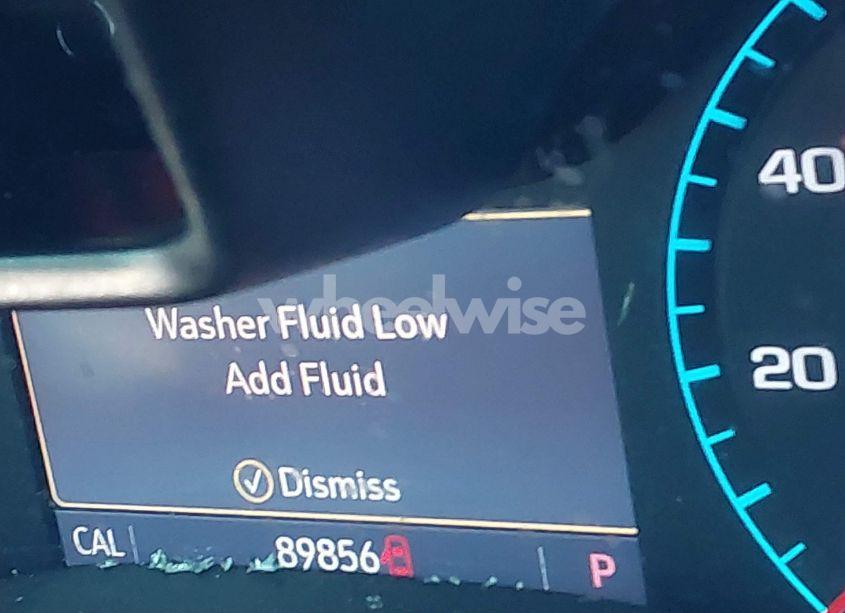 40
wheelwise
Washer Fluid Low
Add Fluid
20
Dismiss
CAL 89856 P